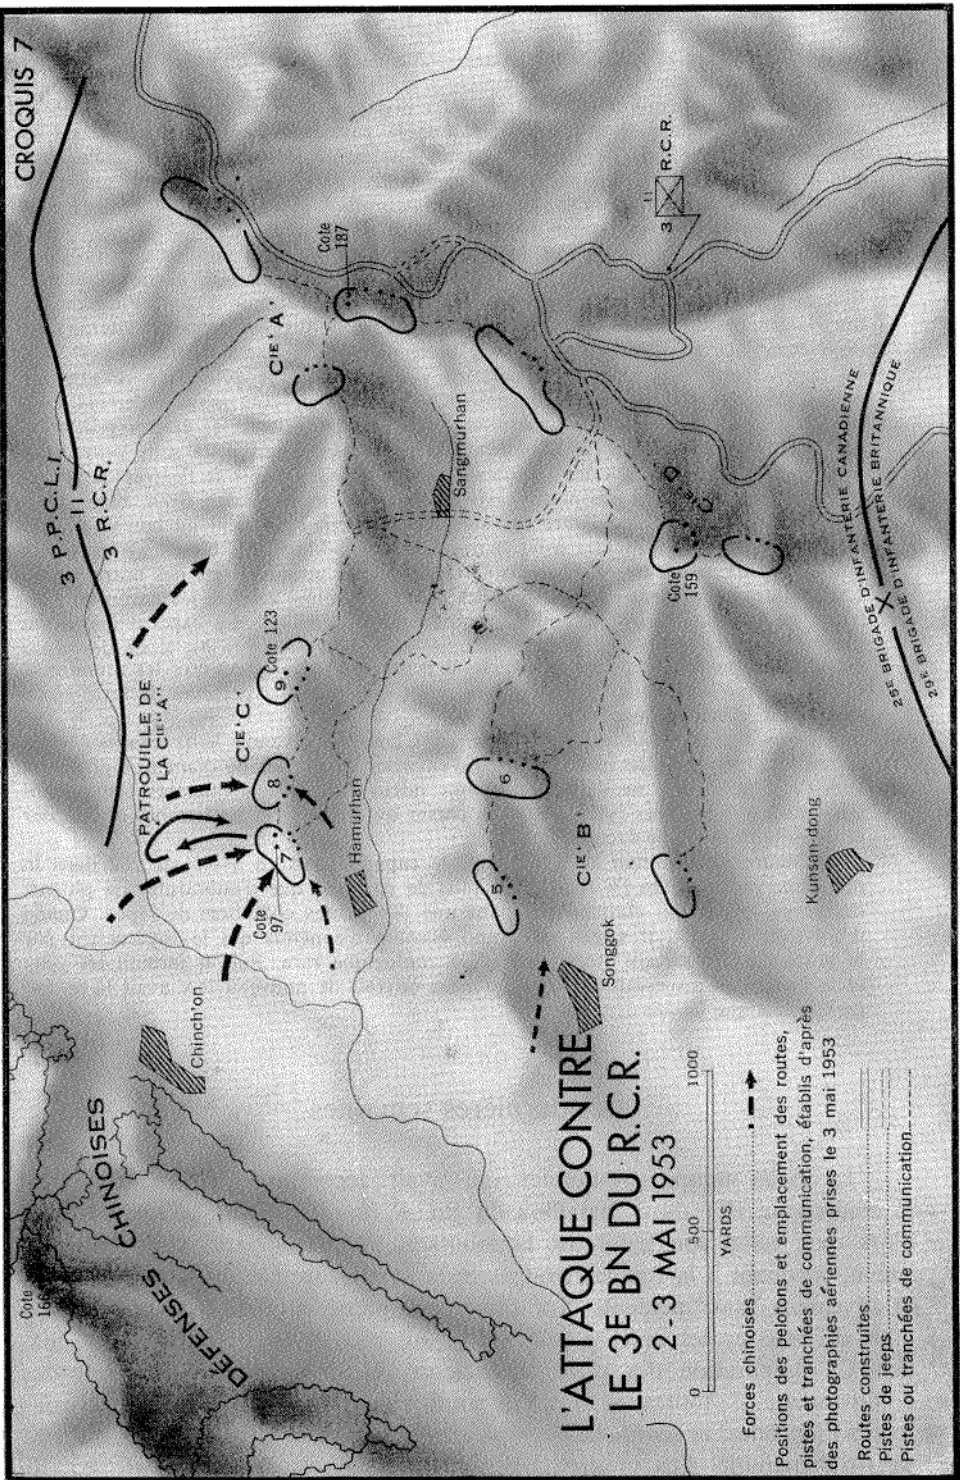 CROQUIS 7
3 P.P.C.L.I.
II
3 R.C.R.
PATROUILLE DE
LA CIE "A"
CIE 'A'
Cote
187
II
3 R.C.R.
CIE 'C'
9
Cote 123
8
7
Cote
97
Hamurhan
Sangmurhan
Chinch'on
Cote
166
DÉFENSES
CHINOISES
CIE 'D'
Cote
159
6
5
CIE 'B'
Songgok
Kunsan-dong
25E BRIGADE D'INFANTERIE CANADIENNE
X
29E BRIGADE D'INFANTERIE BRITANNIQUE
L'ATTAQUE CONTRE
LE 3E BN DU R.C.R.
2-3 MAI 1953
0 500 1000
YARDS
Forces chinoises
Positions des pelotons et emplacement des routes,
pistes et tranchées de communication, établis d'après
des photographies aériennes prises le 3 mai 1953
Routes construites
Pistes de jeeps
Pistes ou tranchées de communication